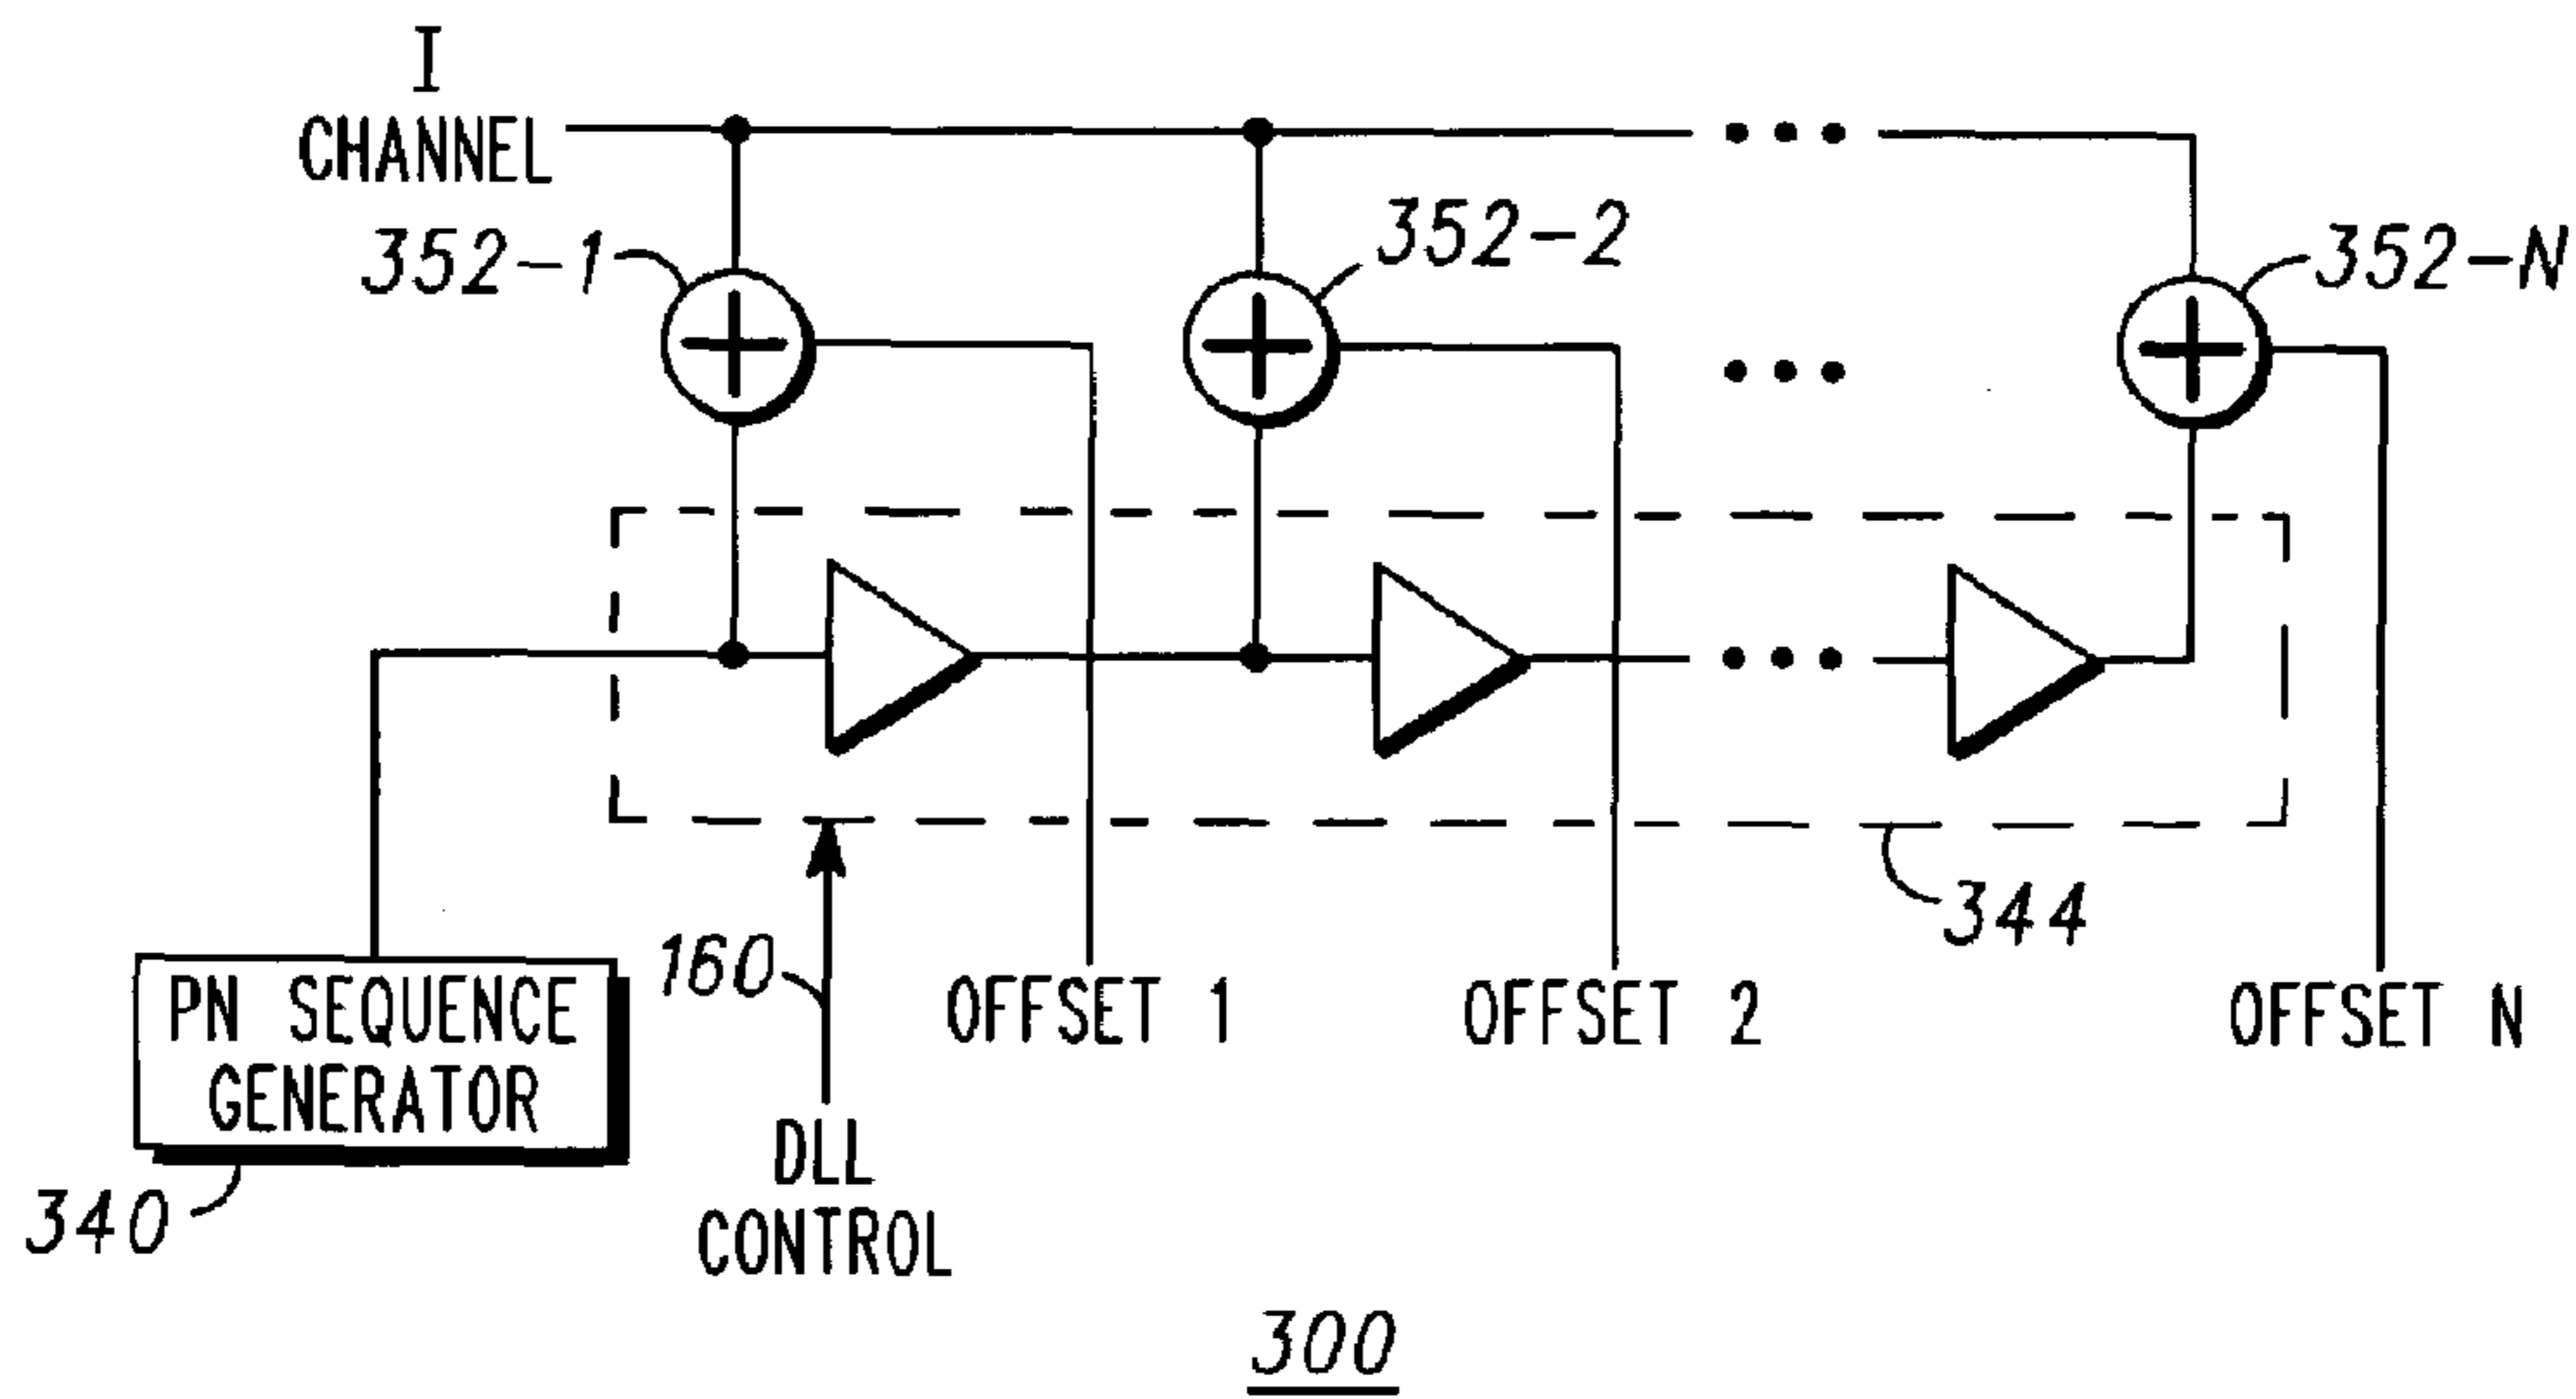 I
CHANNEL
352-1
352-2
352-N
344
160
OFFSET 1
OFFSET 2
OFFSET N
PN SEQUENCE
GENERATOR
340
DLL
CONTROL
300